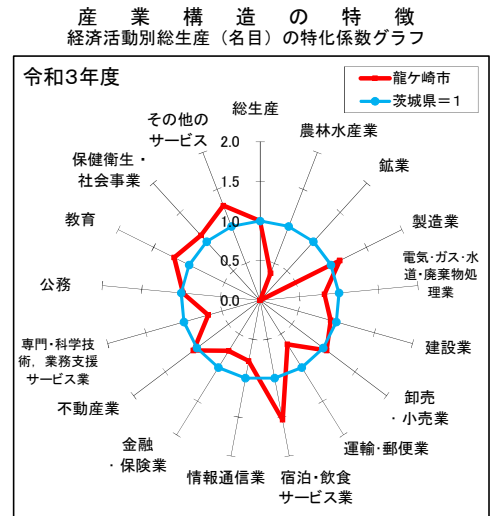 産業構造の特徴
経済活動別総生産（名目）の特化係数グラフ
令和3年度
龍ケ崎市
茨城県＝1
総生産
農林水産業
鉱業
製造業
電気・ガス・水
道・廃棄物処
理業
建設業
卸売
・小売業
運輸・郵便業
宿泊・飲食
サービス業
情報通信業
金融
・保険業
不動産業
専門・科学技
術，業務支援
サービス業
公務
教育
保健衛生・
社会事業
その他の
サービス
2.0
1.5
1.0
0.5
0.0